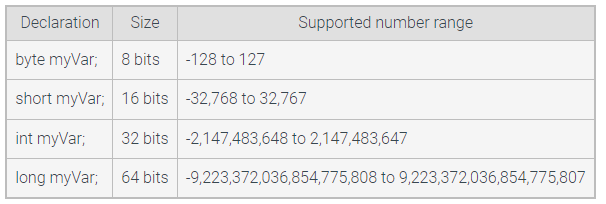 Declaration Size Supported number range
byte myVar; 8 bits -128 to 127
short myVar; 16 bits -32,768 to 32,767
int myVar; 32 bits -2,147,483,648 to 2,147,483,647
long myVar; 64 bits -9,223,372,036,854,775,808 to 9,223,372,036,854,775,807